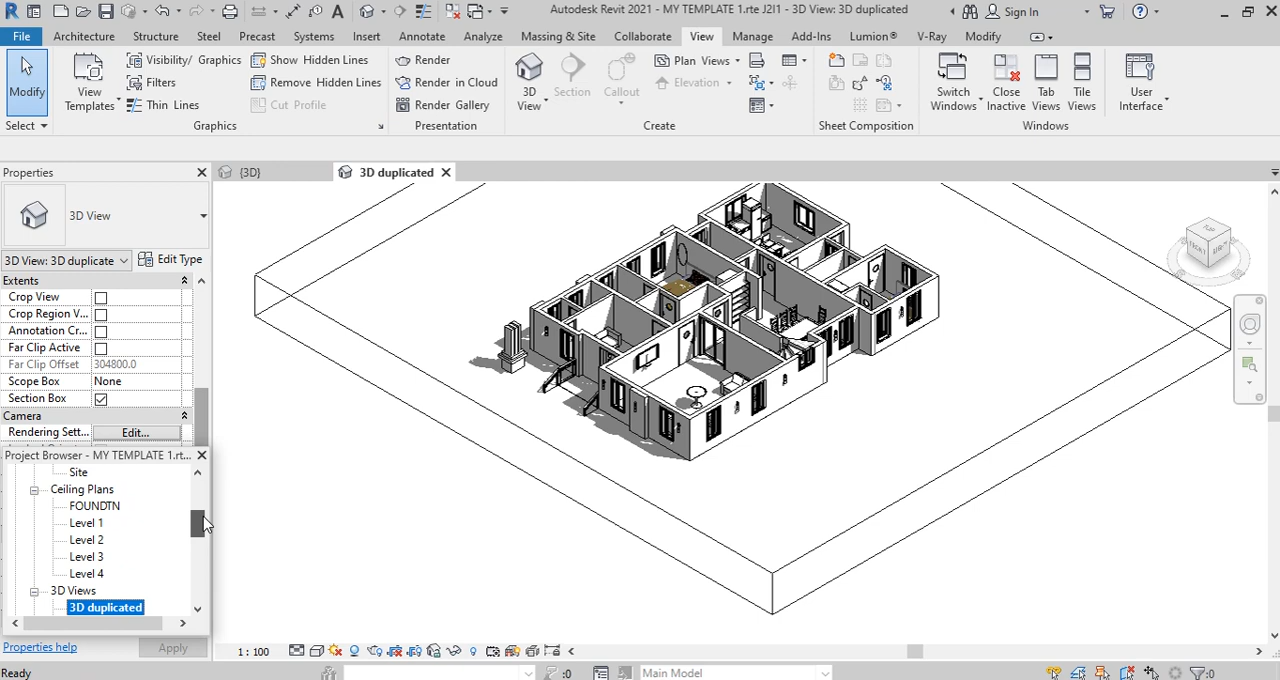 Autodesk Revit 2021 - MY TEMPLATE 1.rte J2I1 - 3D View: 3D duplicated
Sign In
File Architecture Structure Steel Precast Systems Insert Annotate Analyze Massing & Site Collaborate View Manage Add-Ins Lumion® V-Ray Modify
Modify
View Templates
Visibility/ Graphics
Filters
Thin Lines
Show Hidden Lines
Remove Hidden Lines
Cut Profile
Render
Render in Cloud
Render Gallery
3D View
Section
Callout
Plan Views
Elevation
Switch Windows
Close Inactive
Tab Views
Tile Views
User Interface
Select Graphics Presentation Create Sheet Composition Windows
Properties
{3D}
3D duplicated
3D View
3D View: 3D duplicate
Edit Type
Extents
Crop View
Crop Region V...
Annotation Cr...
Far Clip Active
Far Clip Offset 304800.0
Scope Box None
Section Box
Camera
Rendering Sett... Edit...
Project Browser - MY TEMPLATE 1.rt...
Site
Ceiling Plans
FOUNDTN
Level 1
Level 2
Level 3
Level 4
3D Views
3D duplicated
Properties help Apply
1 : 100
Ready
:0
Main Model
:0
TOP
FRONT